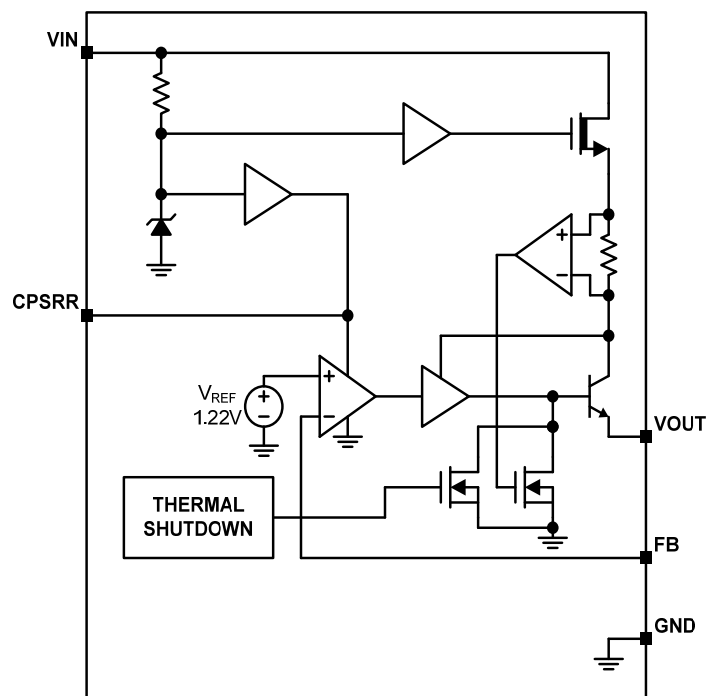 VIN
+
−
CPSRR
VREF
1.22V
+
−
+
−
VOUT
THERMAL
SHUTDOWN
FB
GND